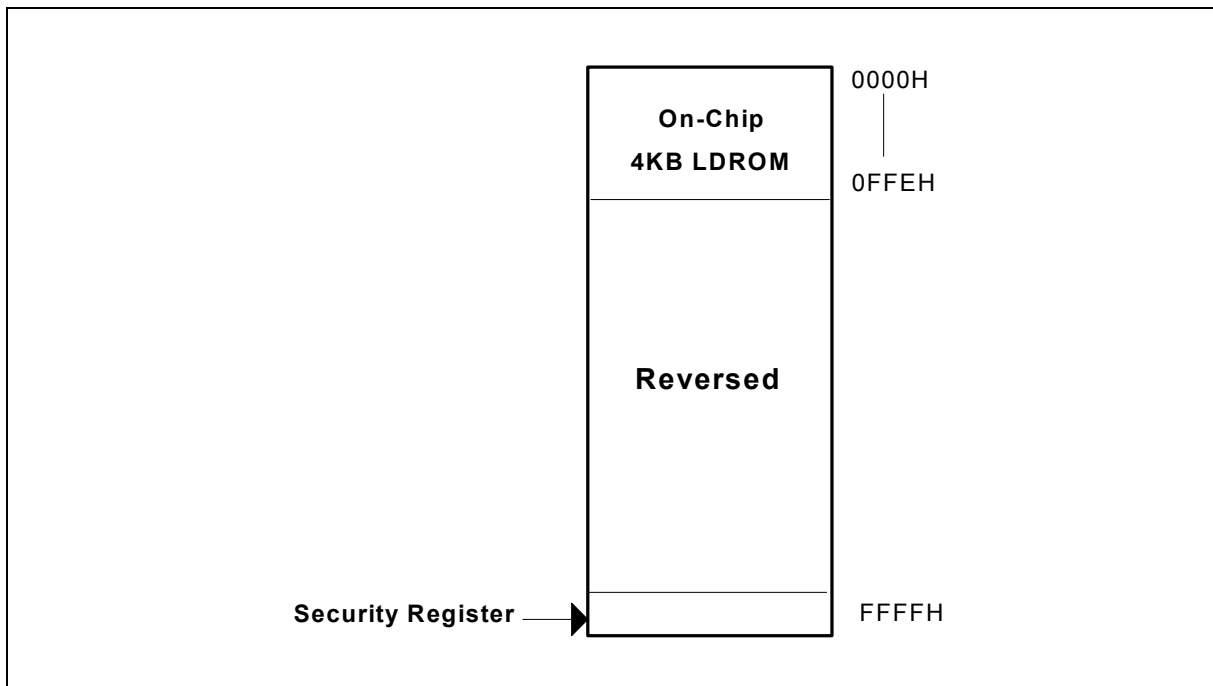 0000H
On-Chip
4KB LDROM
0FFEH
Reversed
Security Register
FFFFH